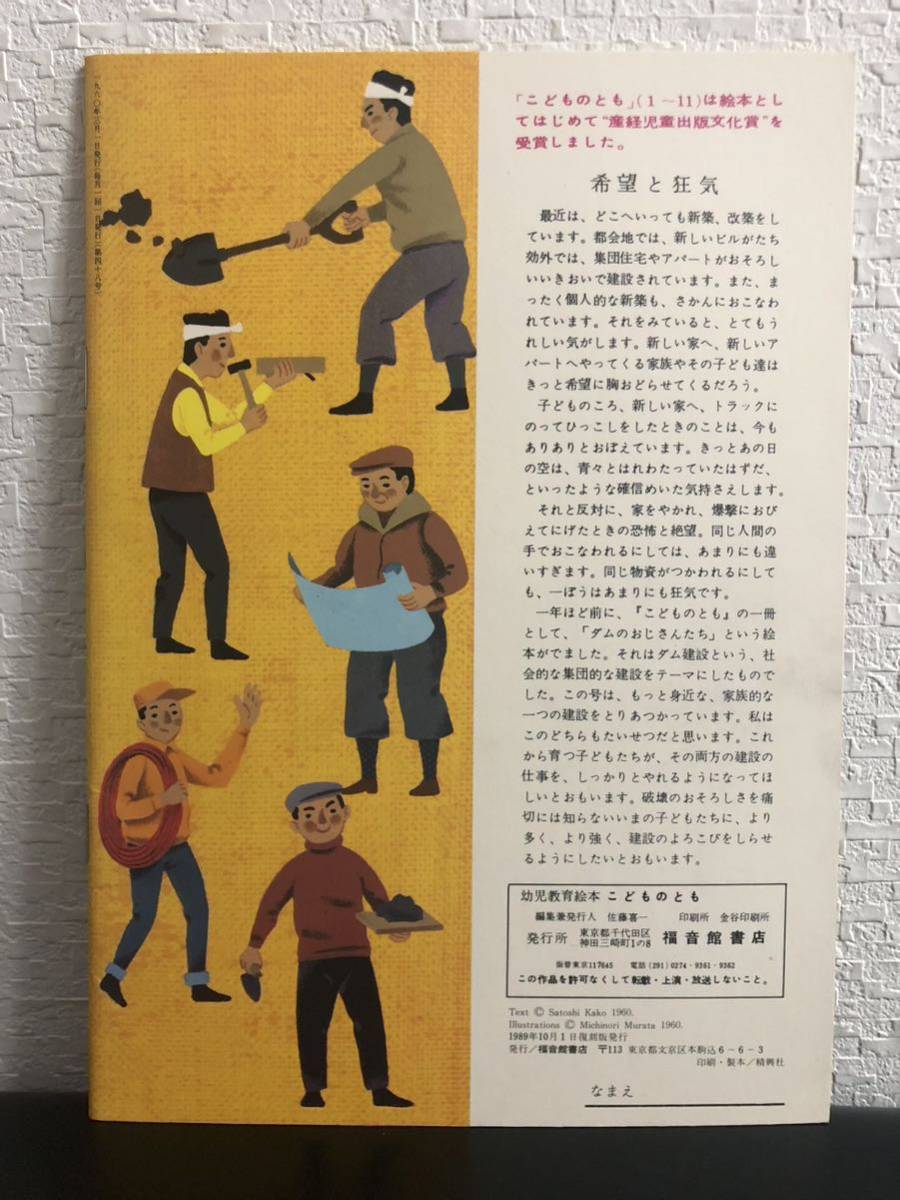 「こどものとも」(1～11)は絵本とし
てはじめて“産経児童出版文化賞”を
受賞しました。
希望と狂気
最近は、どこへいっても新築、改築をし
ています。都会地では、新しいビルがたち
効外では、集団住宅やアパートがおそろし
いいきおいで建設されています。また、ま
ったく個人的な新築も、さかんにおこなわ
れています。それをみていると、とてもう
れしい気がします。新しい家へ、新しいア
パートへやってくる家族やその子ども達は
きっと希望に胸おどらせてくるだろう。
子どものころ、新しい家へ、トラックに
のってひっこしをしたときのことは、今も
ありありとおぼえています。きっとあの日
の空は、青々とはれわたっていたはずだ、
といったような確信めいた気持さえします。
それと反対に、家をやかれ、爆撃におび
えてにげたときの恐怖と絶望。同じ人間の
手でおこなわれるにしては、あまりにも違
いすぎます。同じ物資がつかわれるにして
も、一ぽうはあまりにも狂気です。
一年ほど前に、『こどものとも』の一冊
として、「ダムのおじさんたち」という絵
本がでました。それはダム建設という、社
会的な集団的な建設をテーマにしたもので
した。この号は、もっと身近な、家族的な
一つの建設をとりあつかっています。私は
このどちらもたいせつだと思います。これ
から育つ子どもたちが、その両方の建設の
仕事を、しっかりとやれるようになってほ
しいとおもいます。破壊のおそろしさを痛
切には知らないいまの子どもたちに、より
多く、より強く、建設のよろこびをしらせ
るようにしたいとおもいます。
幼児教育絵本 こどものとも
編集兼発行人 佐藤喜一 印刷所 金谷印刷所
発行所 東京都千代田区神田三崎町1の8 福音館書店
振替東京117645 電話(291)0274・9361・9362
この作品を許可なくして転載・上演・放送しないこと。
Text © Satoshi Kako 1960.
Illustrations © Michinori Murata 1960.
1989年10月1日復刻版発行
発行／福音館書店 〒113 東京都文京区本駒込6－6－3
印刷・製本／精興社
なまえ